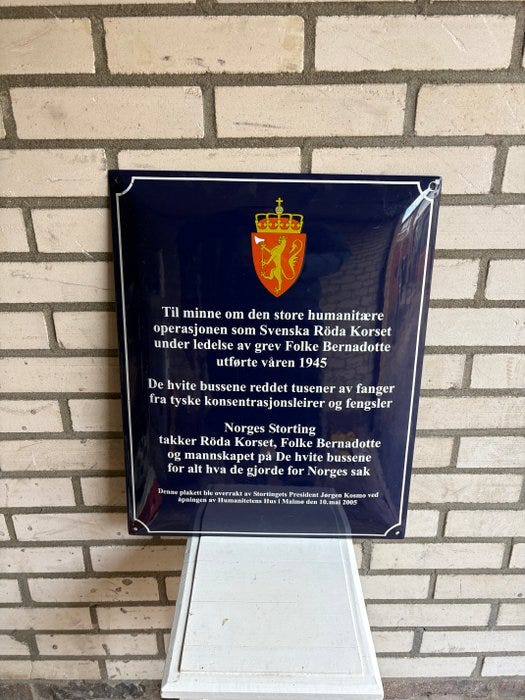 Til minne om den store humanitære
operasjonen som Svenska Röda Korset
under ledelse av grev Folke Bernadotte
utførte våren 1945
De hvite bussene reddet tusener av fanger
fra tyske konsentrasjonsleirer og fengsler
Norges Storting
takker Röda Korset, Folke Bernadotte
og mannskapet på De hvite bussene
for alt hva de gjorde for Norges sak
Denne plakett ble overrakt av Stortingets President Jørgen Kosmo ved
åpningen av Humanitetens Hus i Malmø den 10.mai 2005